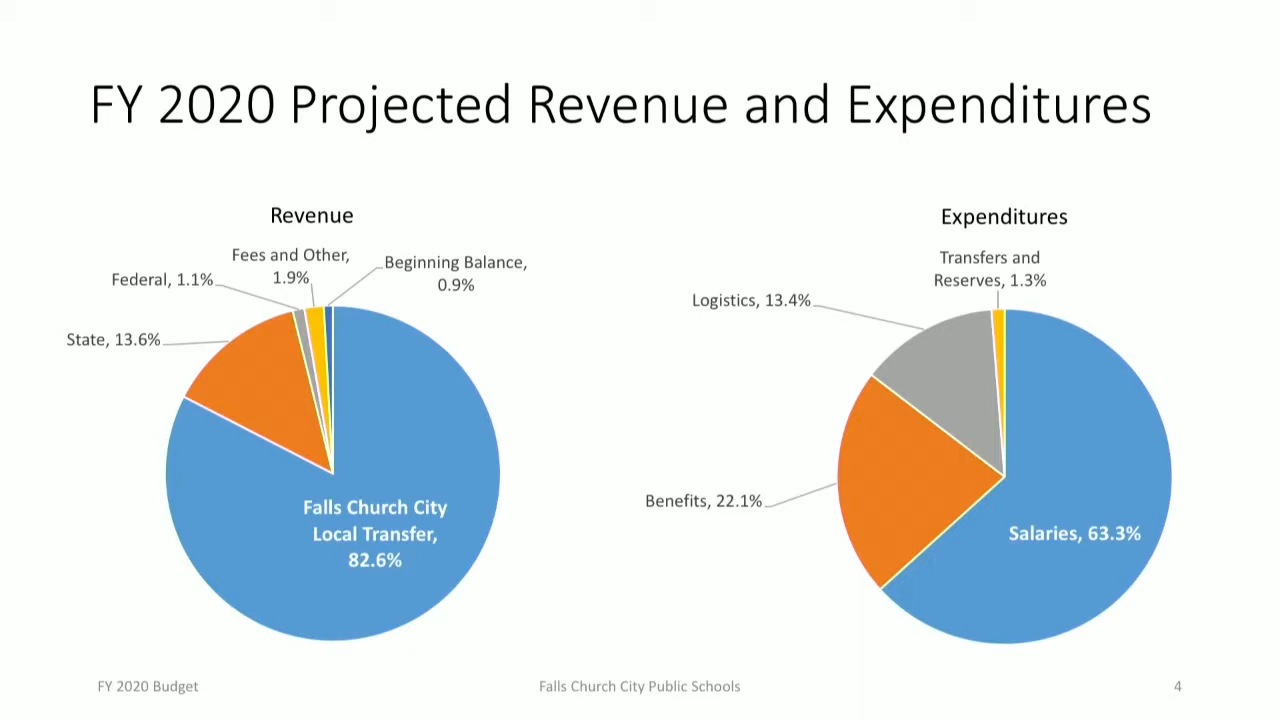 FY 2020 Projected Revenue and Expenditures
Revenue
Fees and Other,
1.9%
Beginning Balance,
0.9%
Federal, 1.1%
State, 13.6%
Falls Church City
Local Transfer,
82.6%
Expenditures
Transfers and
Reserves, 1.3%
Logistics, 13.4%
Benefits, 22.1%
Salaries, 63.3%
FY 2020 Budget
Falls Church City Public Schools
4